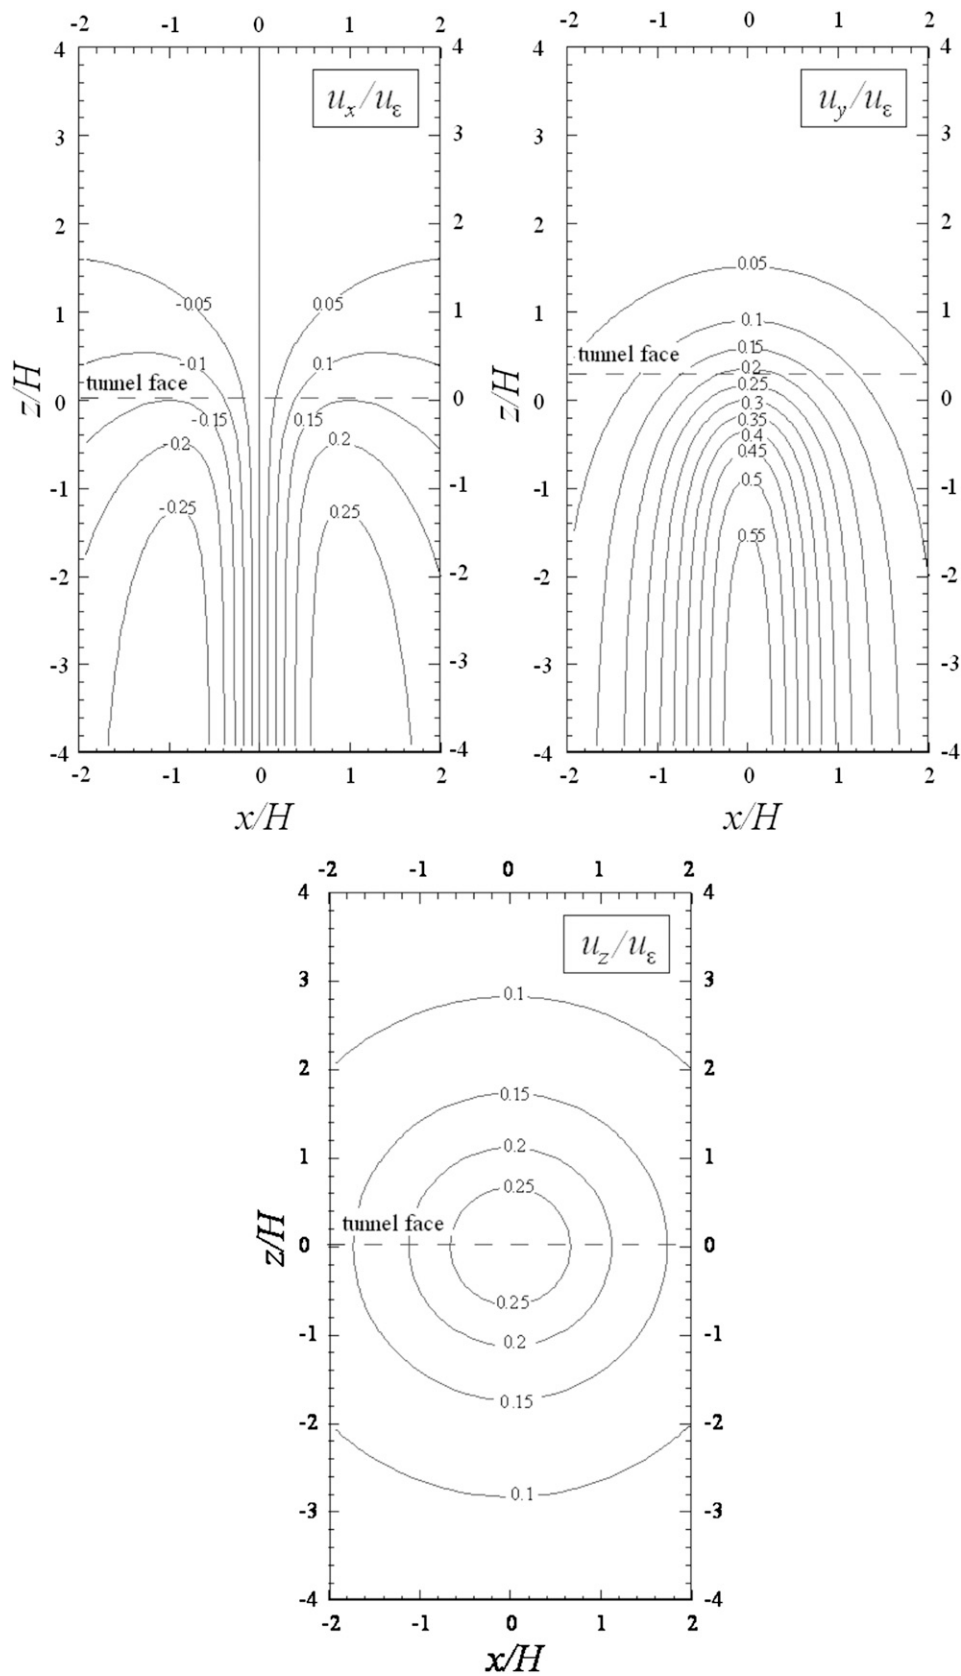 -2 -1 0 1 2
-2 -1 0 1 2
4 4
4 4
u_x/u_ε
u_y/u_ε
3 3
3 3
2 2
2 2
0.05
-0.05 0.05
1 1
1 1
0.1
0.15
tunnel face
-0.1 0.1
0.2
tunnel face
0.25
z/H
0 0
z/H
0 0
0.3
-0.15 0.15
0.35
-0.2 0.2
0.4
0.45
-1 -1
-1 -1
0.5
-0.25 0.25
0.55
-2 -2
-2 -2
-3 -3
-3 -3
-4 -4
-4 -4
-2 -1 0 1 2
-2 -1 0 1 2
x/H
x/H
-2 -1 0 1 2
4 4
u_z/u_ε
3 3
0.1
2 2
0.15
1 1
0.2
0.25
tunnel face
z/H
0 0
0.25
-1 -1
0.2
0.15
-2 -2
0.1
-3 -3
-4 -4
-2 -1 0 1 2
x/H